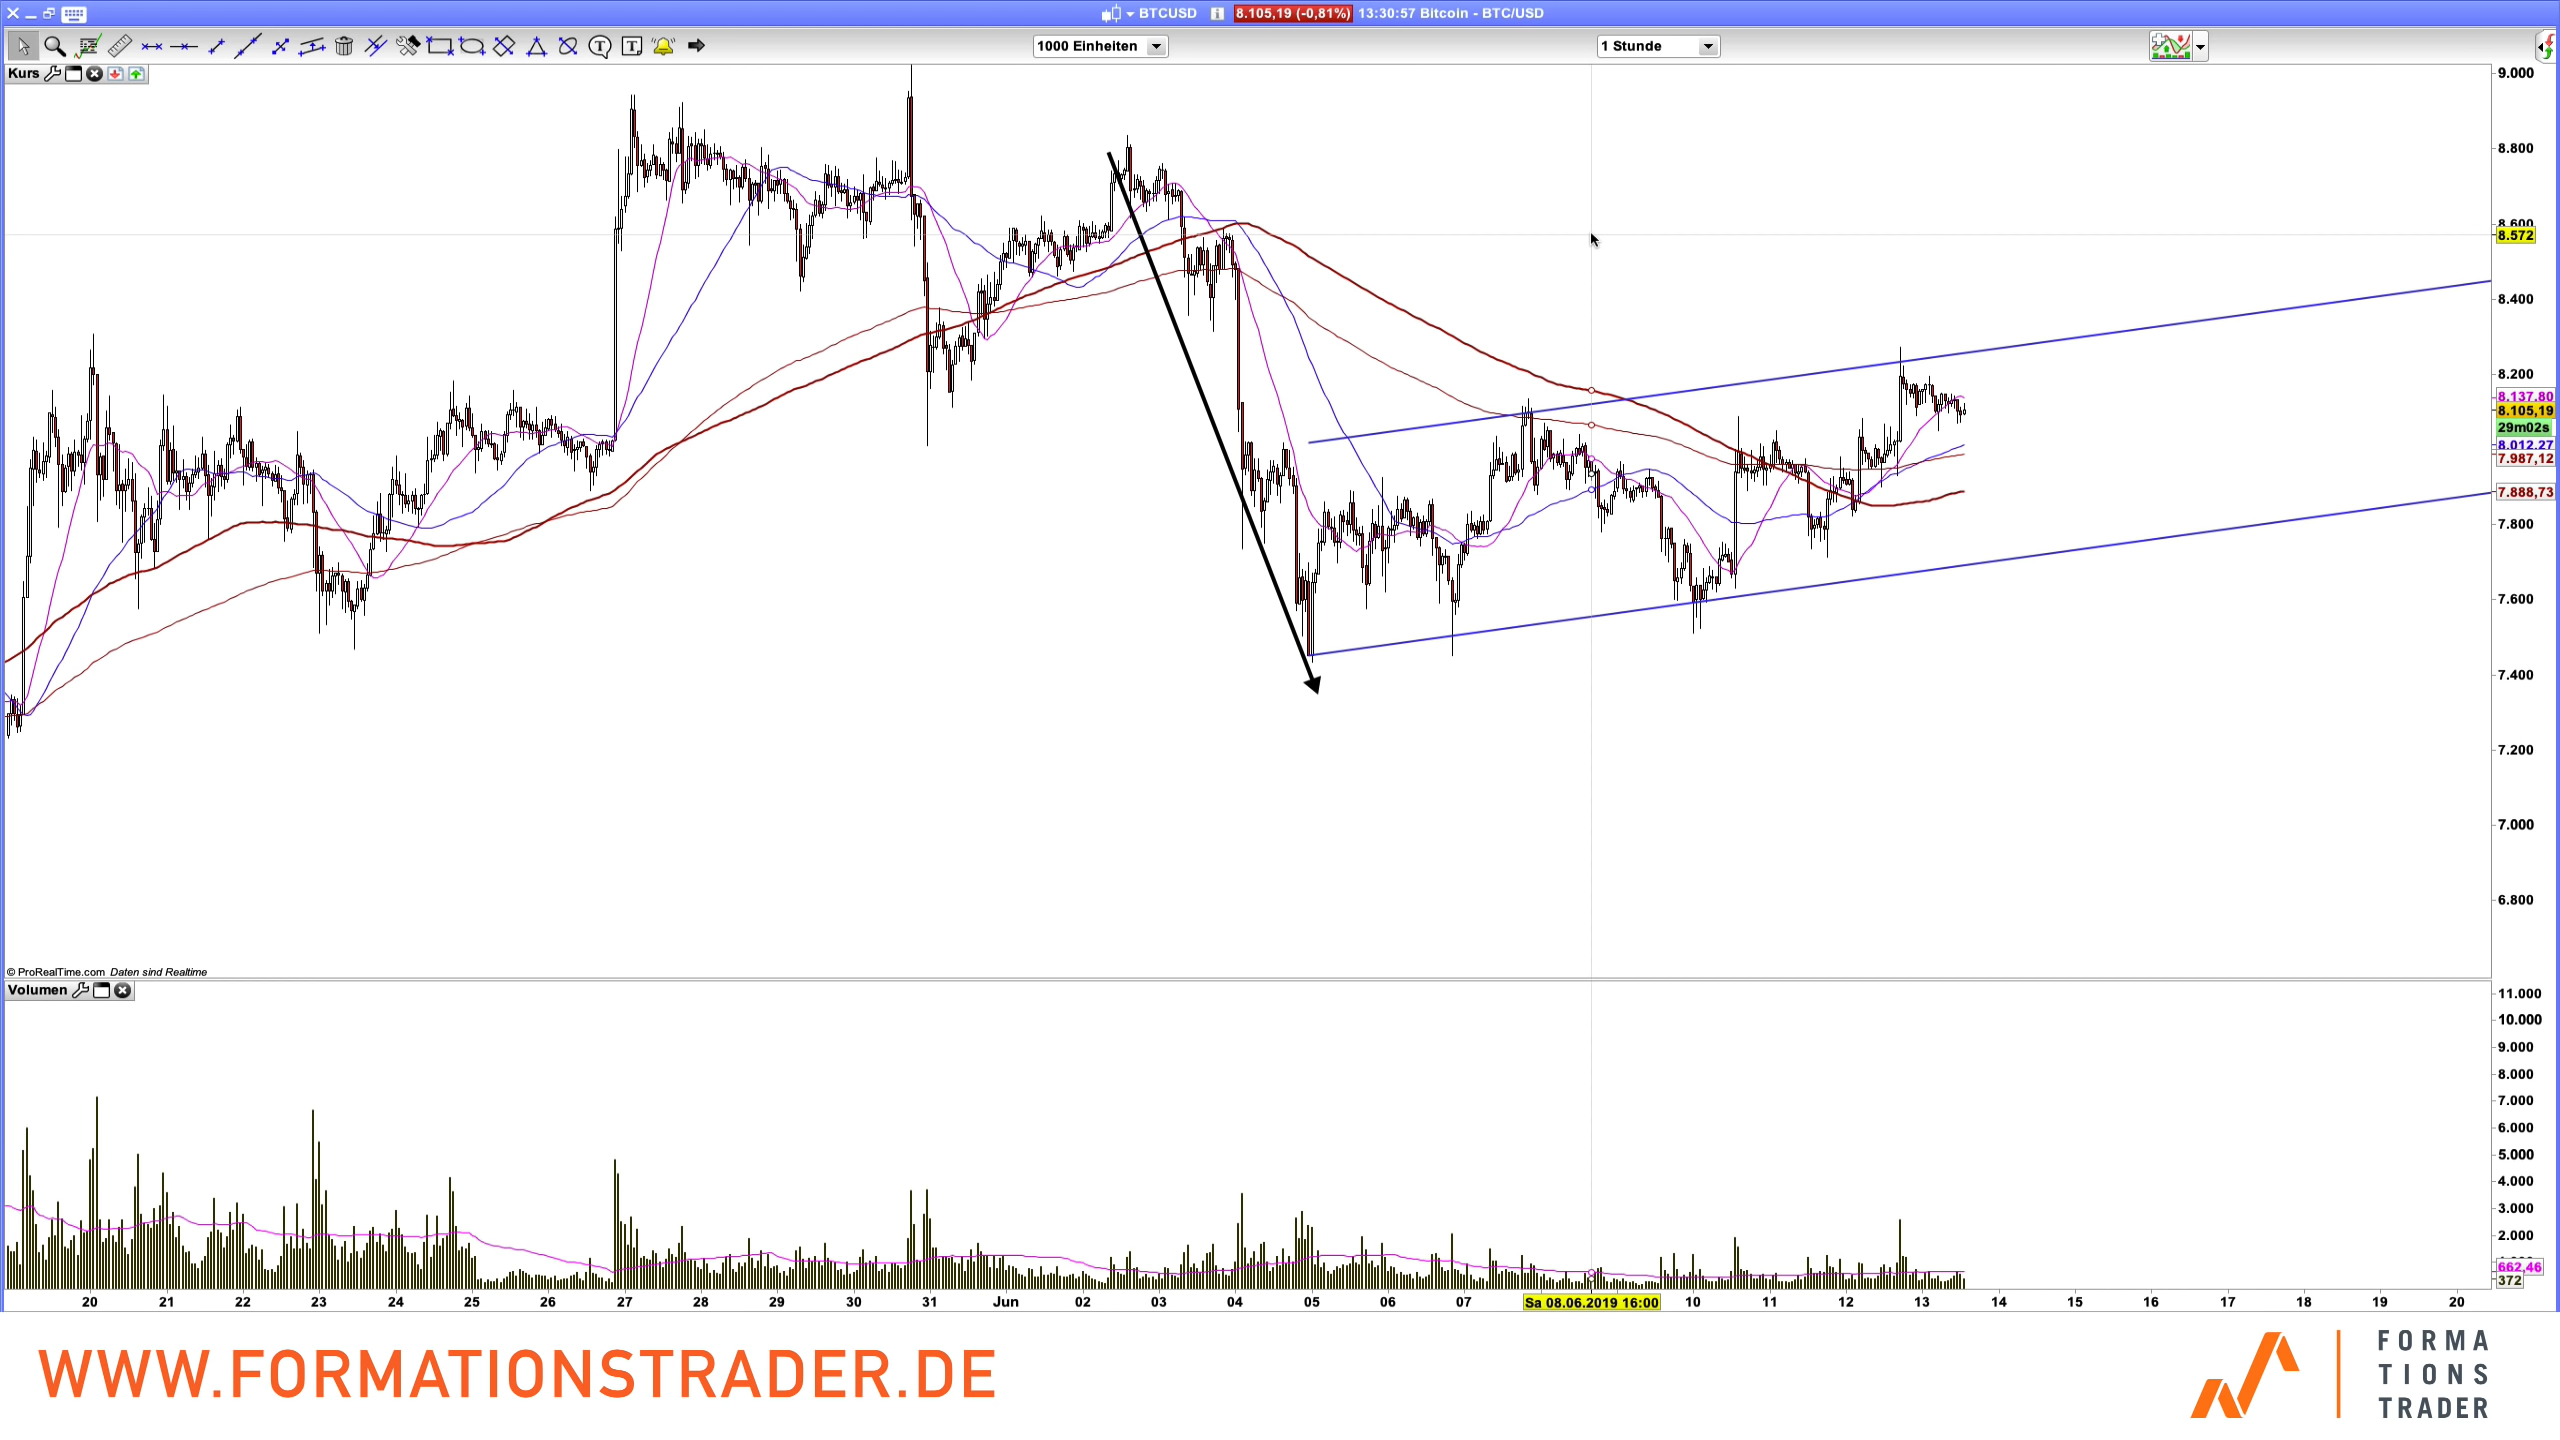 BTCUSD 8.105,19 (-0,81%) 13:30:57 Bitcoin - BTC/USD
1000 Einheiten
1 Stunde
Kurs
9.000
8.800
8.600
8.572
8.400
8.200
8.137,80
8.105,19
29m02s
8.012,27
7.987,12
7.888,73
7.800
7.600
7.400
7.200
7.000
6.800
© ProRealTime.com Daten sind Realtime
Volumen
11.000
10.000
9.000
8.000
7.000
6.000
5.000
4.000
3.000
2.000
662,46
372
20 21 22 23 24 25 26 27 28 29 30 31 Jun 02 03 04 05 06 07 Sa 08.06.2019 16:00 10 11 12 13 14 15 16 17 18 19 20
WWW.FORMATIONSTRADER.DE
FORMA
TIONS
TRADER